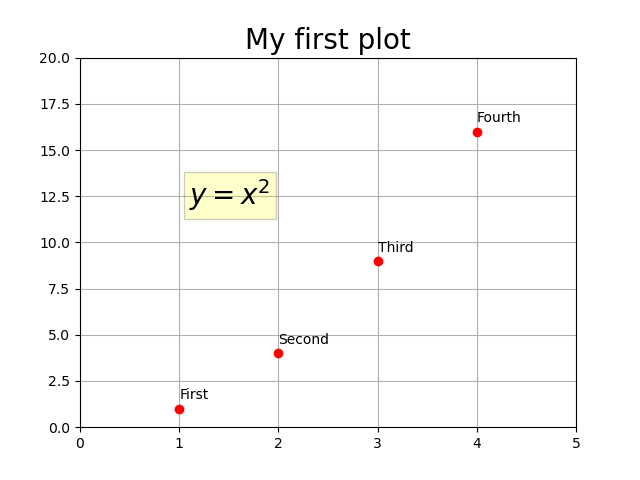 My first plot
20.0
17.5
15.0
12.5
10.0
7.5
5.0
2.5
0.0
Fourth
y = x²
Third
Second
First
0 1 2 3 4 5